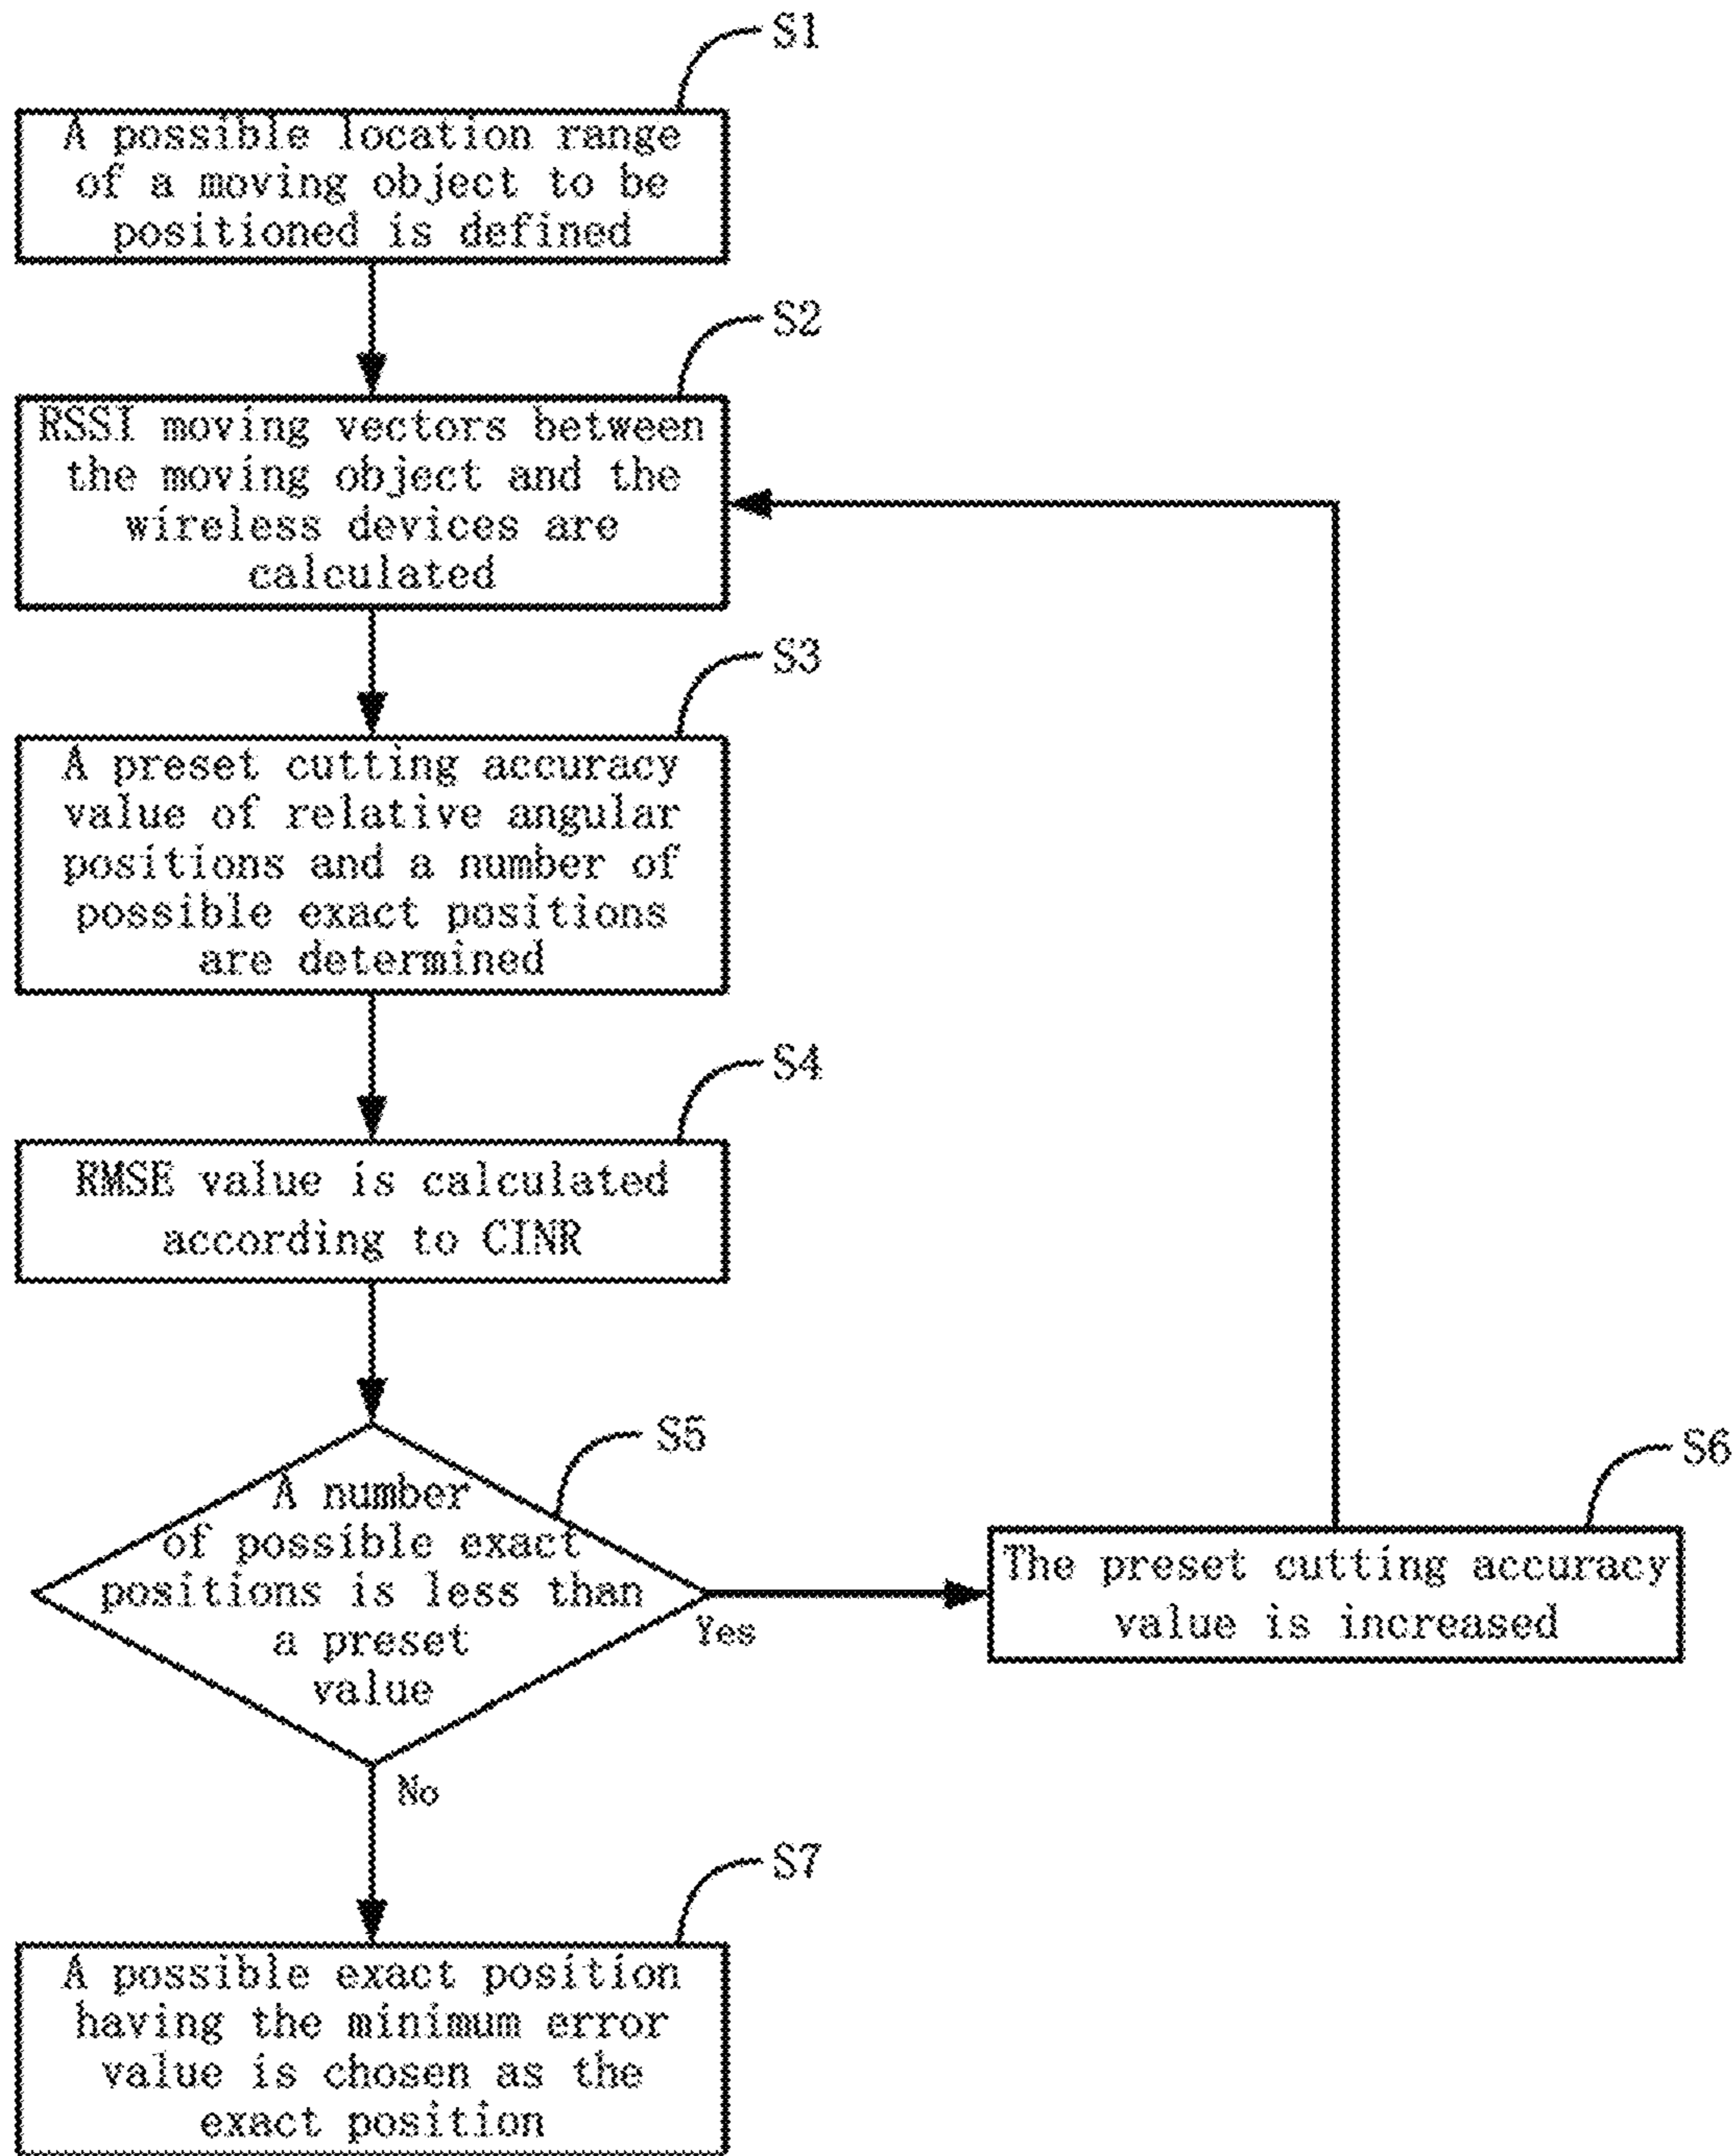 S1
A possible location range
of a moving object to be
positioned is defined
S2
RSSI moving vectors between
the moving object and the
wireless devices are
calculated
S3
A preset cutting accuracy
value of relative angular
positions and a number of
possible exact positions
are determined
S4
RMSE value is calculated
according to CINR
S5
A number
of possible exact
positions is less than
a preset
value
Yes
S6
The preset cutting accuracy
value is increased
No
S7
A possible exact position
having the minimum error
value is chosen as the
exact position